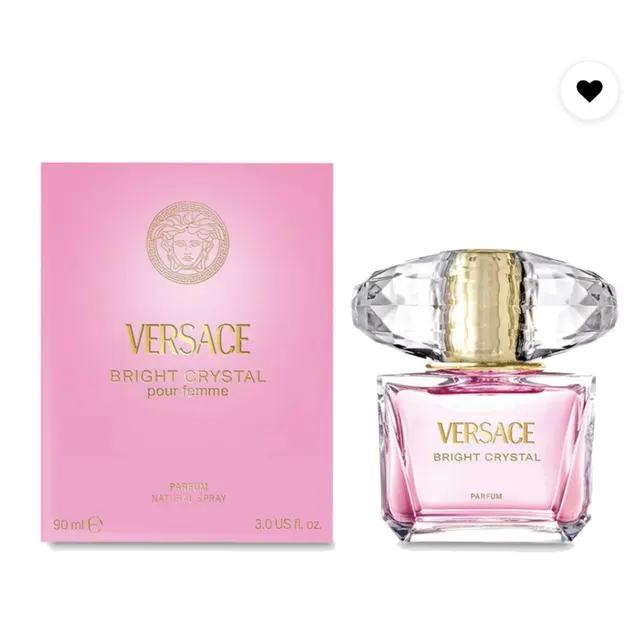 VERSACE
BRIGHT CRYSTAL
pour femme
PARFUM
NATURAL SPRAY
90 ml ℮
3.0 US fl. oz.
VERSACE
BRIGHT CRYSTAL
PARFUM